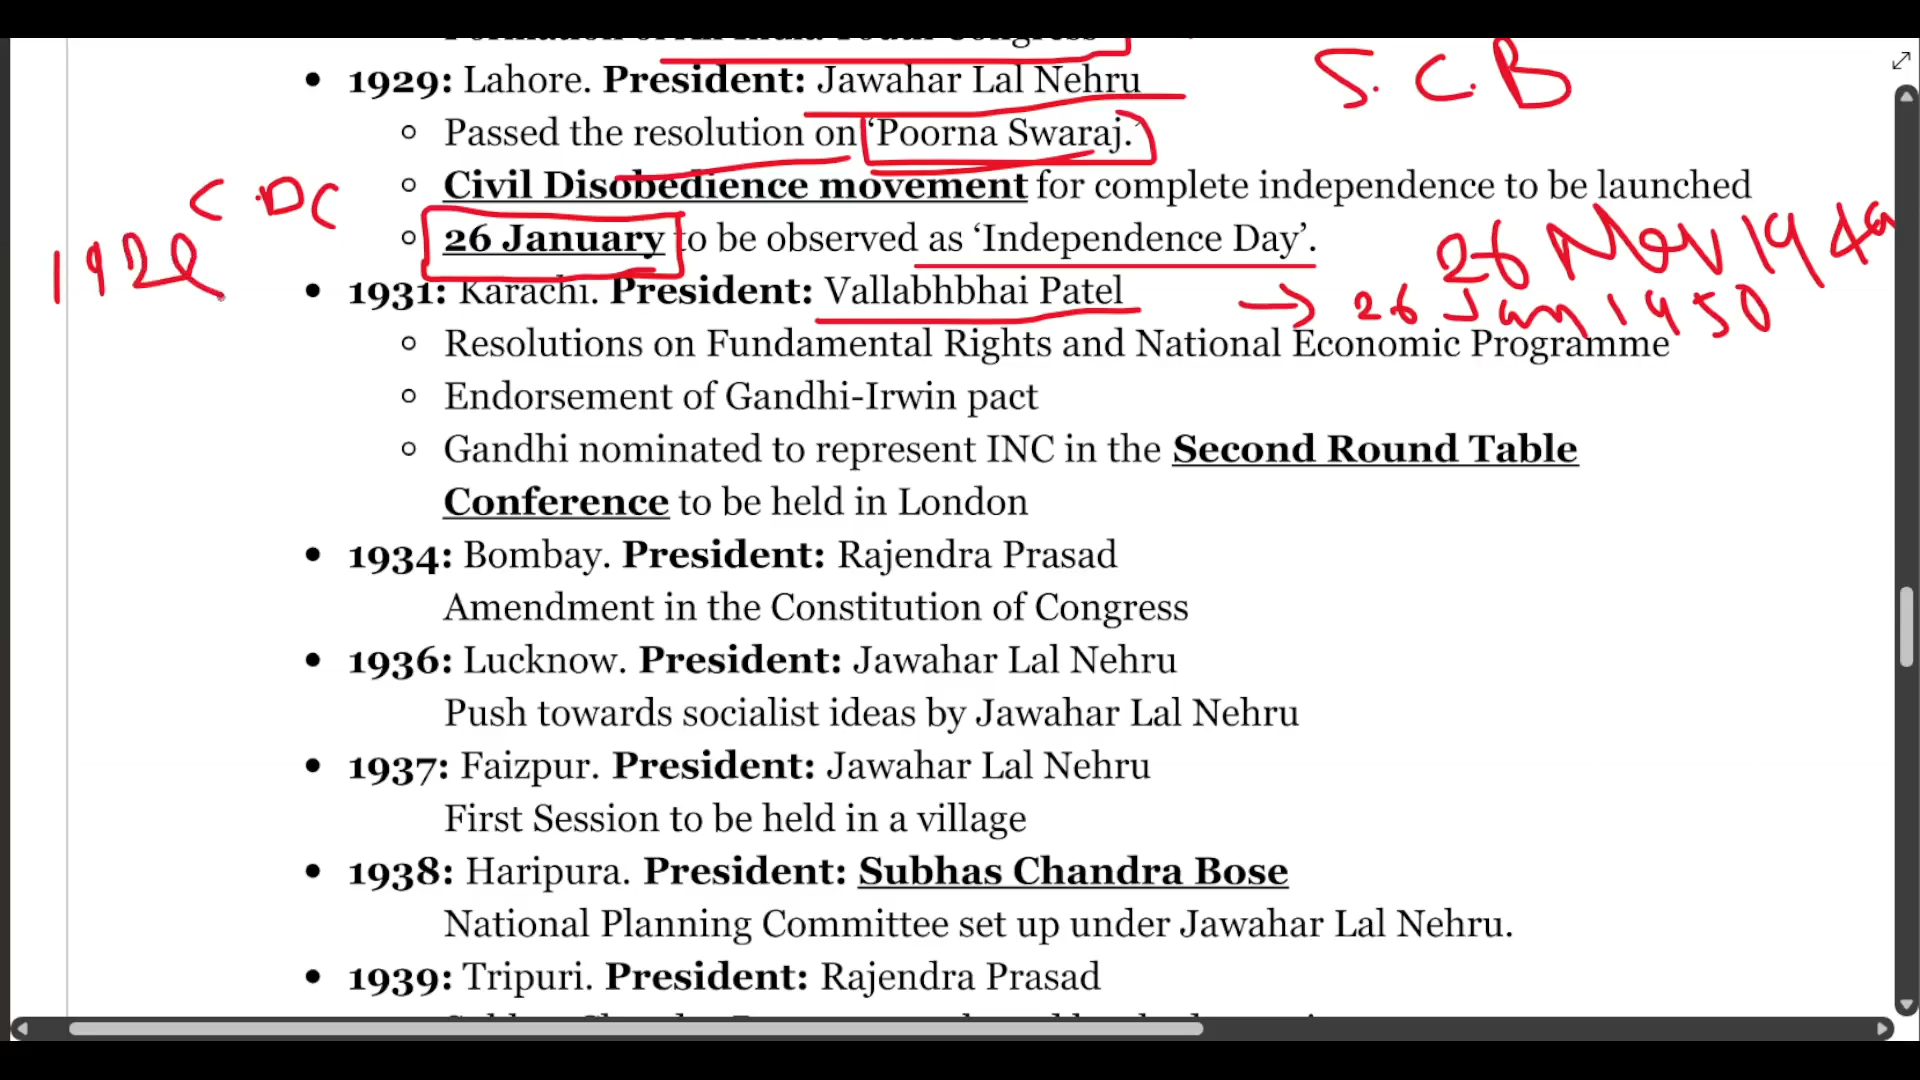 Formation of All India Youth Congress
S.C.B
1929: Lahore. President: Jawahar Lal Nehru
Passed the resolution on ‘Poorna Swaraj.’
C.D
Civil Disobedience movement for complete independence to be launched
26 January to be observed as ‘Independence Day’.
26 Nov 1949
1931: Karachi. President: Vallabhbhai Patel
→ 26 Jan 1950
Resolutions on Fundamental Rights and National Economic Programme
Endorsement of Gandhi-Irwin pact
Gandhi nominated to represent INC in the Second Round Table
Conference to be held in London
1934: Bombay. President: Rajendra Prasad
Amendment in the Constitution of Congress
1936: Lucknow. President: Jawahar Lal Nehru
Push towards socialist ideas by Jawahar Lal Nehru
1937: Faizpur. President: Jawahar Lal Nehru
First Session to be held in a village
1938: Haripura. President: Subhas Chandra Bose
National Planning Committee set up under Jawahar Lal Nehru.
1939: Tripuri. President: Rajendra Prasad